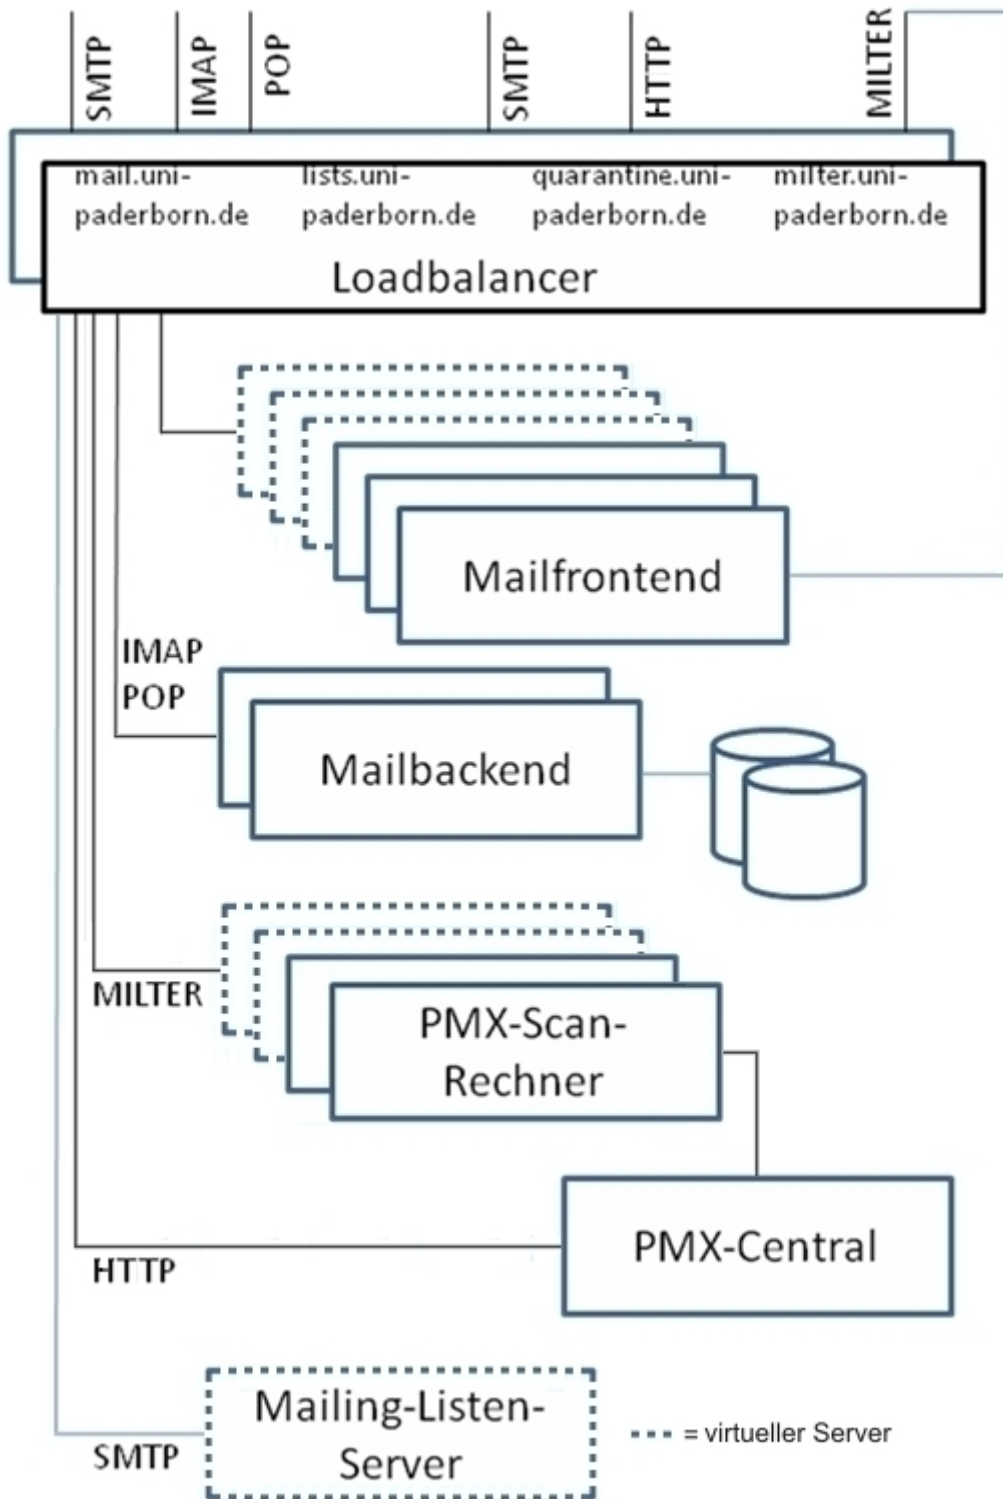 SMTP
IMAP
POP
SMTP
HTTP
MILTER
mail.uni-
paderborn.de
lists.uni-
paderborn.de
quarantine.uni-
paderborn.de
milter.uni-
paderborn.de
Loadbalancer
Mailfrontend
IMAP
POP
Mailbackend
MILTER
PMX-Scan-
Rechner
HTTP
PMX-Central
SMTP
Mailing-Listen-
Server
= virtueller Server